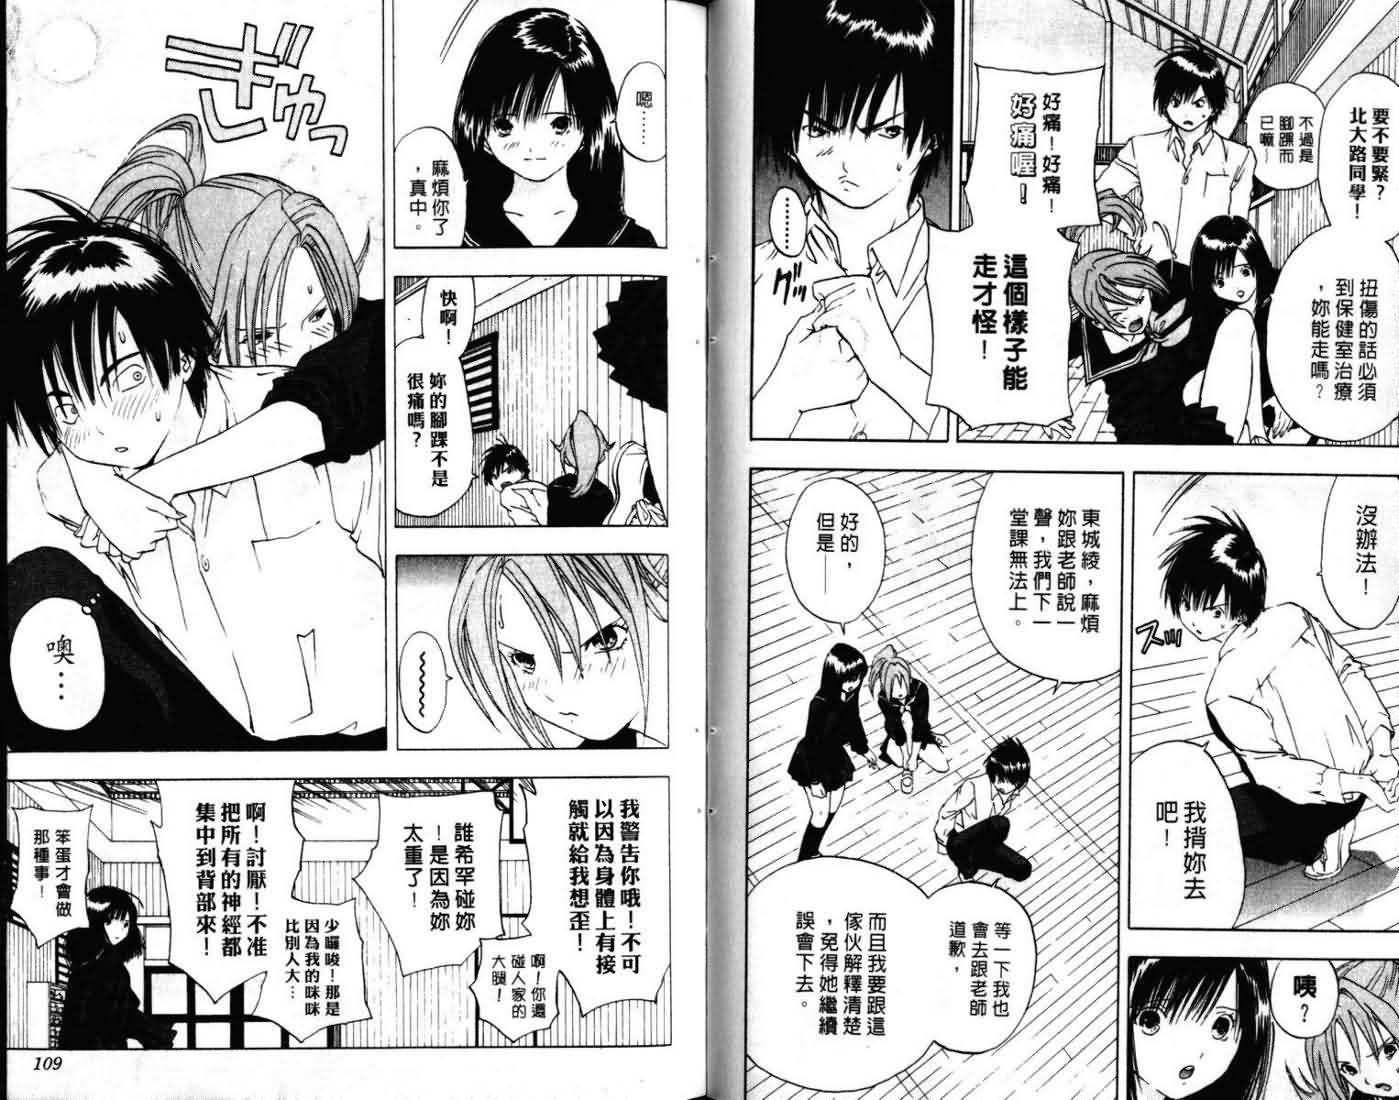 要不要緊？
北大路同學！
扭傷的話必須
到保健室治療
，妳能走嗎？
不過是
腳踝而
已嘛…
好痛！好痛！
好痛喔！
這個樣子能
走才怪！
………
ググッ
沒辦法！
スッ
我揹妳去
吧！
咦？
東城綾，麻煩
妳跟老師說一
聲，我們下一
堂課無法上。
好的，
但是──
等一下我也
會去跟老師
道歉，
而且我要跟這
傢伙解釋清楚
，免得她繼續
誤會下去。
嗯……
麻煩你了
，真中。
快啊！
妳的腳踝不是
很痛嗎？
ぎゅっ
噢…
我警告你哦！不可
以因為身體上有接
觸就給我想歪！
誰希罕碰妳
！是因為妳
太重了！
啊！你還
碰人家的
大腿！
少囉唆！那是
因為我的咪咪
比別人大…
啊！討厭！不准
把所有的神經都
集中到背部來！
笨蛋才會做
那種事！
109